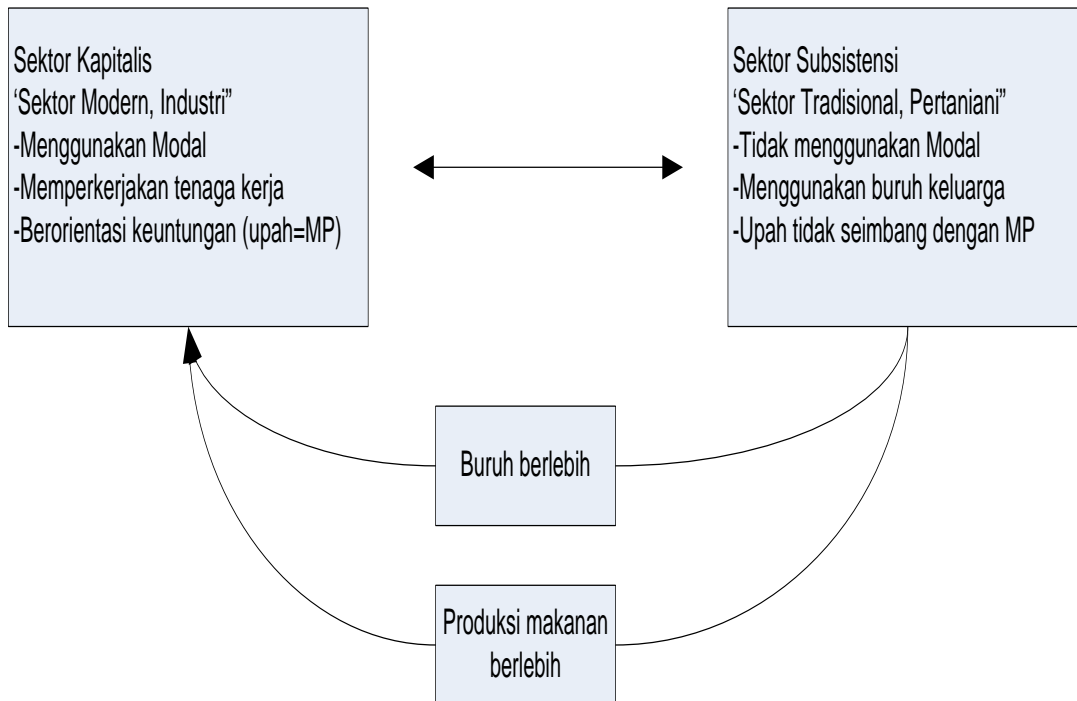 Sektor Kapitalis
‘Sektor Modern, Industri”
-Menggunakan Modal
-Memperkerjakan tenaga kerja
-Berorientasi keuntungan (upah=MP)
Sektor Subsistensi
‘Sektor Tradisional, Pertaniani”
-Tidak menggunakan Modal
-Menggunakan buruh keluarga
-Upah tidak seimbang dengan MP
Buruh berlebih
Produksi makanan
berlebih